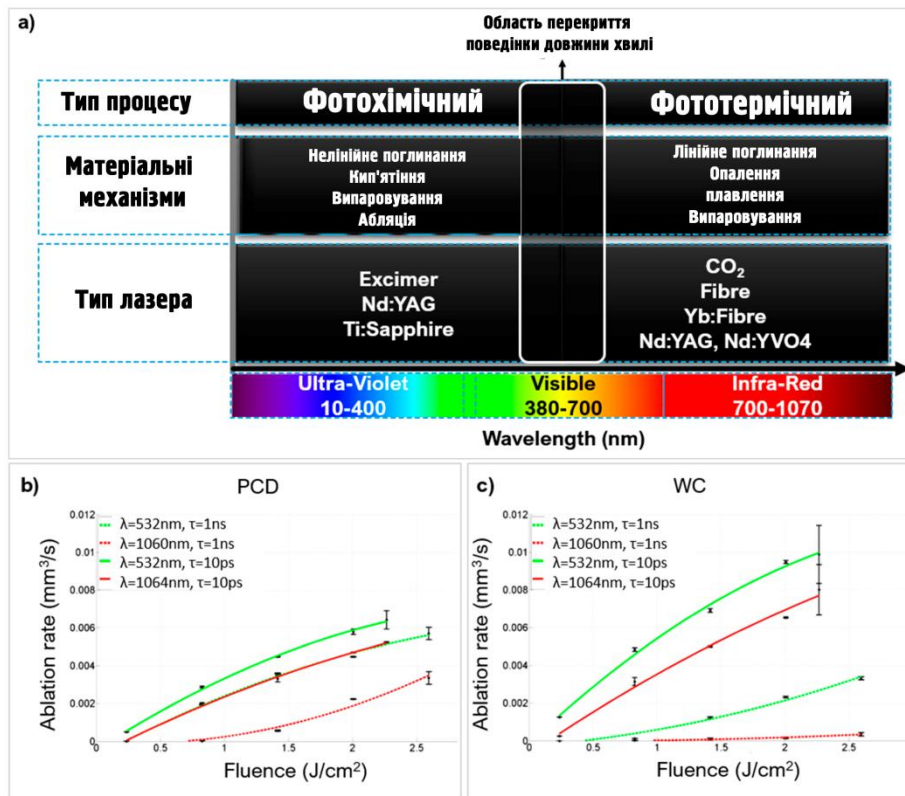 a)
Область перекриття
поведінки довжини хвилі
Тип процесу
Фотохімічний
Фототермічний
Матеріальні
механізми
Нелінійне поглинання
Кип'ятіння
Випаровування
Абляція
Лінійне поглинання
Опалення
плавлення
Випаровування
Тип лазера
Excimer
Nd:YAG
Ti:Sapphire
CO₂
Fibre
Yb:Fibre
Nd:YAG, Nd:YVO4
Ultra-Violet
10-400
Visible
380-700
Infra-Red
700-1070
Wavelength (nm)
b)
PCD
λ=532nm, τ=1ns
λ=1060nm, τ=1ns
λ=532nm, τ=10ps
λ=1064nm, τ=10ps
Ablation rate (mm³/s)
0.012
0.01
0.008
0.006
0.004
0.002
0 0.5 1 1.5 2 2.5
Fluence (J/cm²)
c)
WC
λ=532nm, τ=1ns
λ=1060nm, τ=1ns
λ=532nm, τ=10ps
λ=1064nm, τ=10ps
Ablation rate (mm³/s)
0.012
0.01
0.008
0.006
0.004
0.002
0 0.5 1 1.5 2 2.5
Fluence (J/cm²)